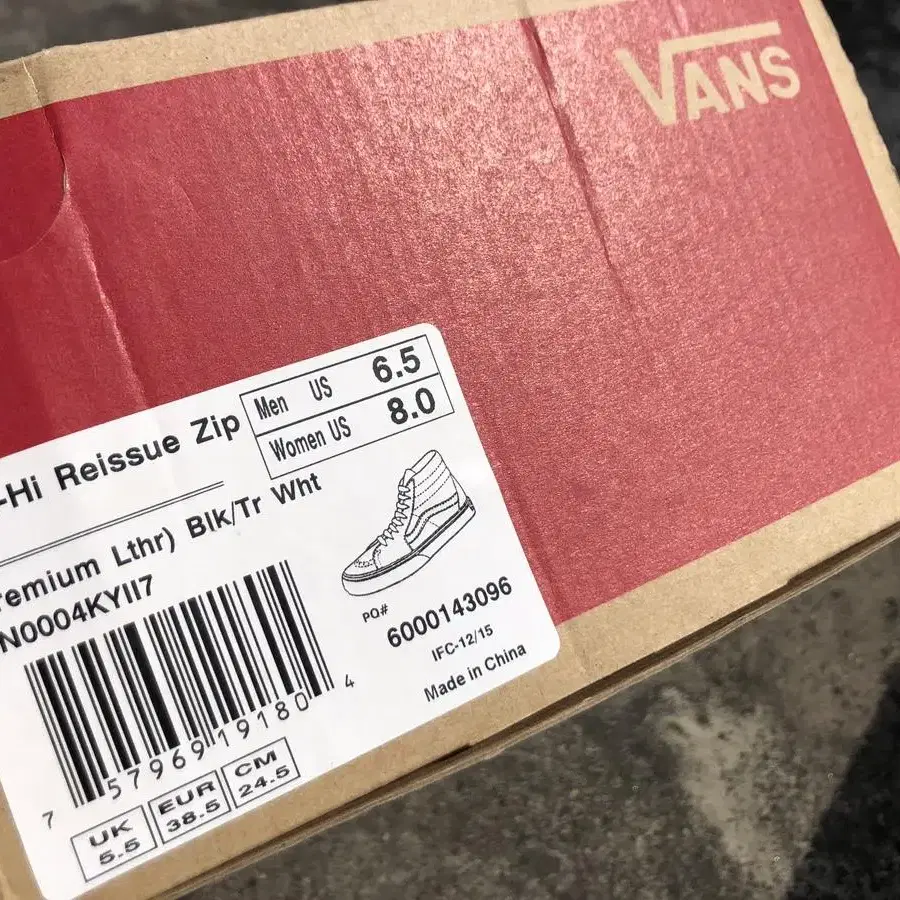 VANS
-Hi Reissue Zip
Men US 6.5
Women US 8.0
remium Lthr) Blk/Tr Wht
N0004KYII7
PO#
6000143096
IFC-12/15
Made in China
7 57969 19180 4
UK 5.5
EUR 38.5
CM 24.5